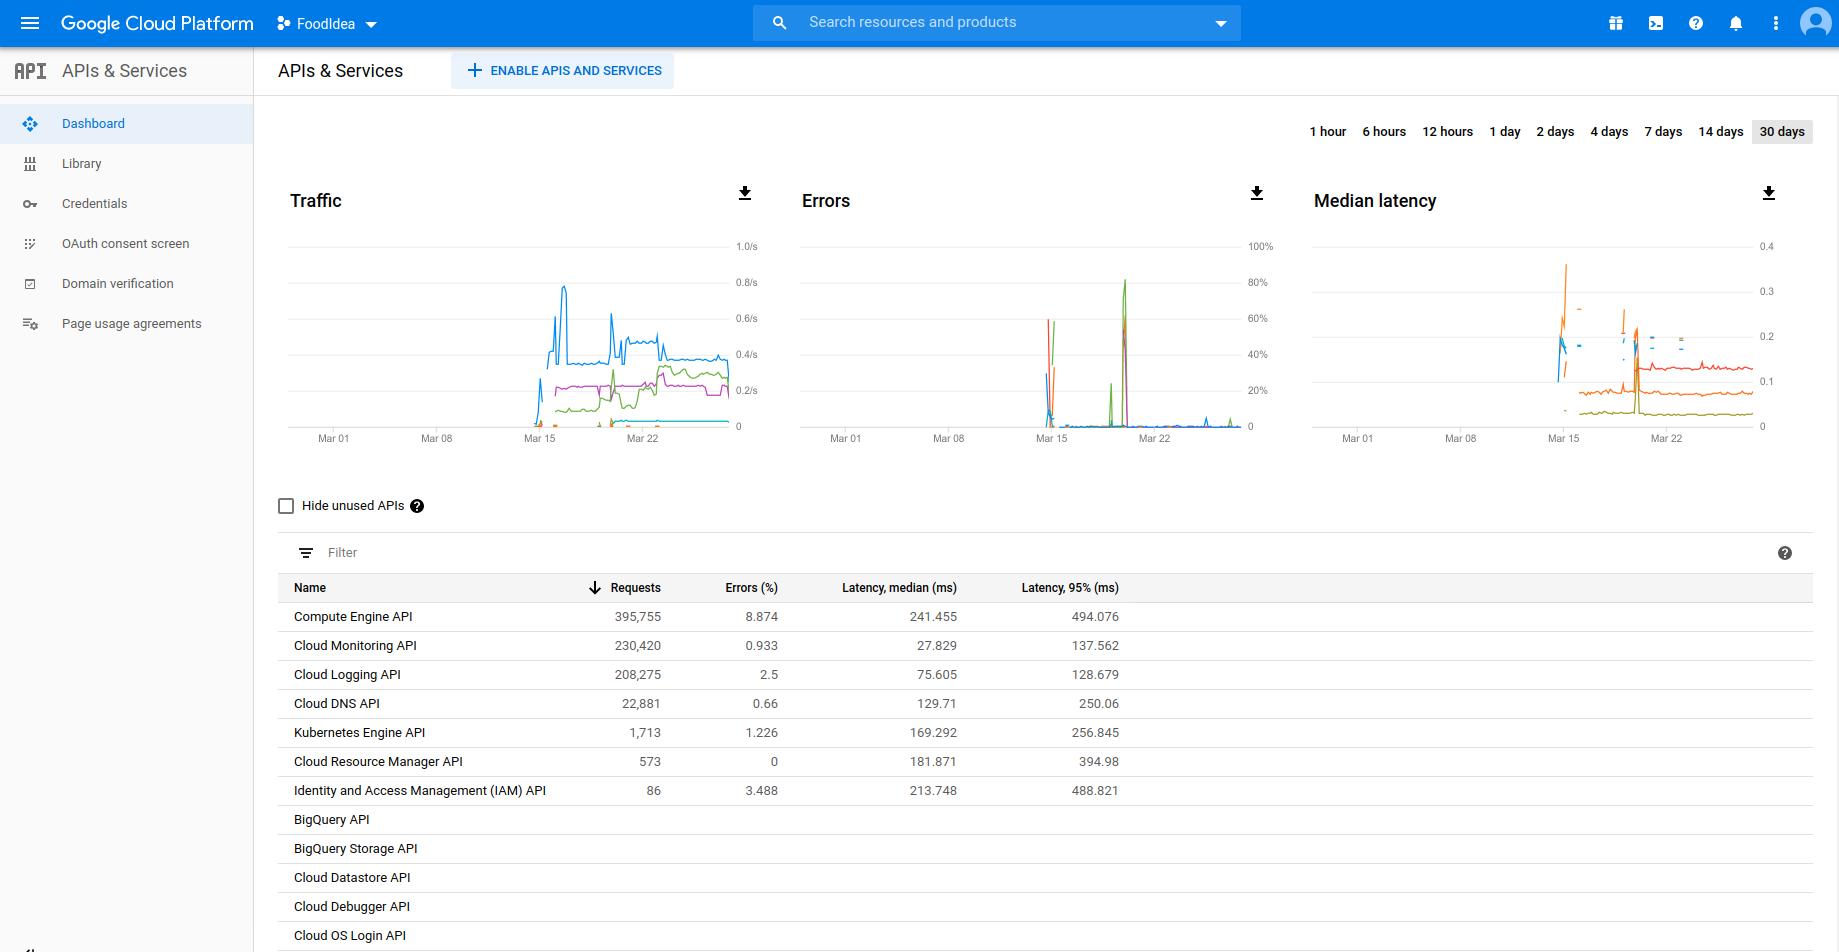 Google Cloud Platform FoodIdea Search resources and products
API APIs & Services
APIs & Services ENABLE APIS AND SERVICES
Dashboard
Library
Credentials
OAuth consent screen
Domain verification
Page usage agreements
1 hour 6 hours 12 hours 1 day 2 days 4 days 7 days 14 days 30 days
Traffic
1.0/s
0.8/s
0.6/s
0.4/s
0.2/s
0
Mar 01 Mar 08 Mar 15 Mar 22
Errors
100%
80%
60%
40%
20%
0
Mar 01 Mar 08 Mar 15 Mar 22
Median latency
0.4
0.3
0.2
0.1
0
Mar 01 Mar 08 Mar 15 Mar 22
Hide unused APIs
Filter
Name Requests Errors (%) Latency, median (ms) Latency, 95% (ms)
Compute Engine API 395,755 8.874 241.455 494.076
Cloud Monitoring API 230,420 0.933 27.829 137.562
Cloud Logging API 208,275 2.5 75.605 128.679
Cloud DNS API 22,881 0.66 129.71 250.06
Kubernetes Engine API 1,713 1.226 169.292 256.845
Cloud Resource Manager API 573 0 181.871 394.98
Identity and Access Management (IAM) API 86 3.488 213.748 488.821
BigQuery API
BigQuery Storage API
Cloud Datastore API
Cloud Debugger API
Cloud OS Login API